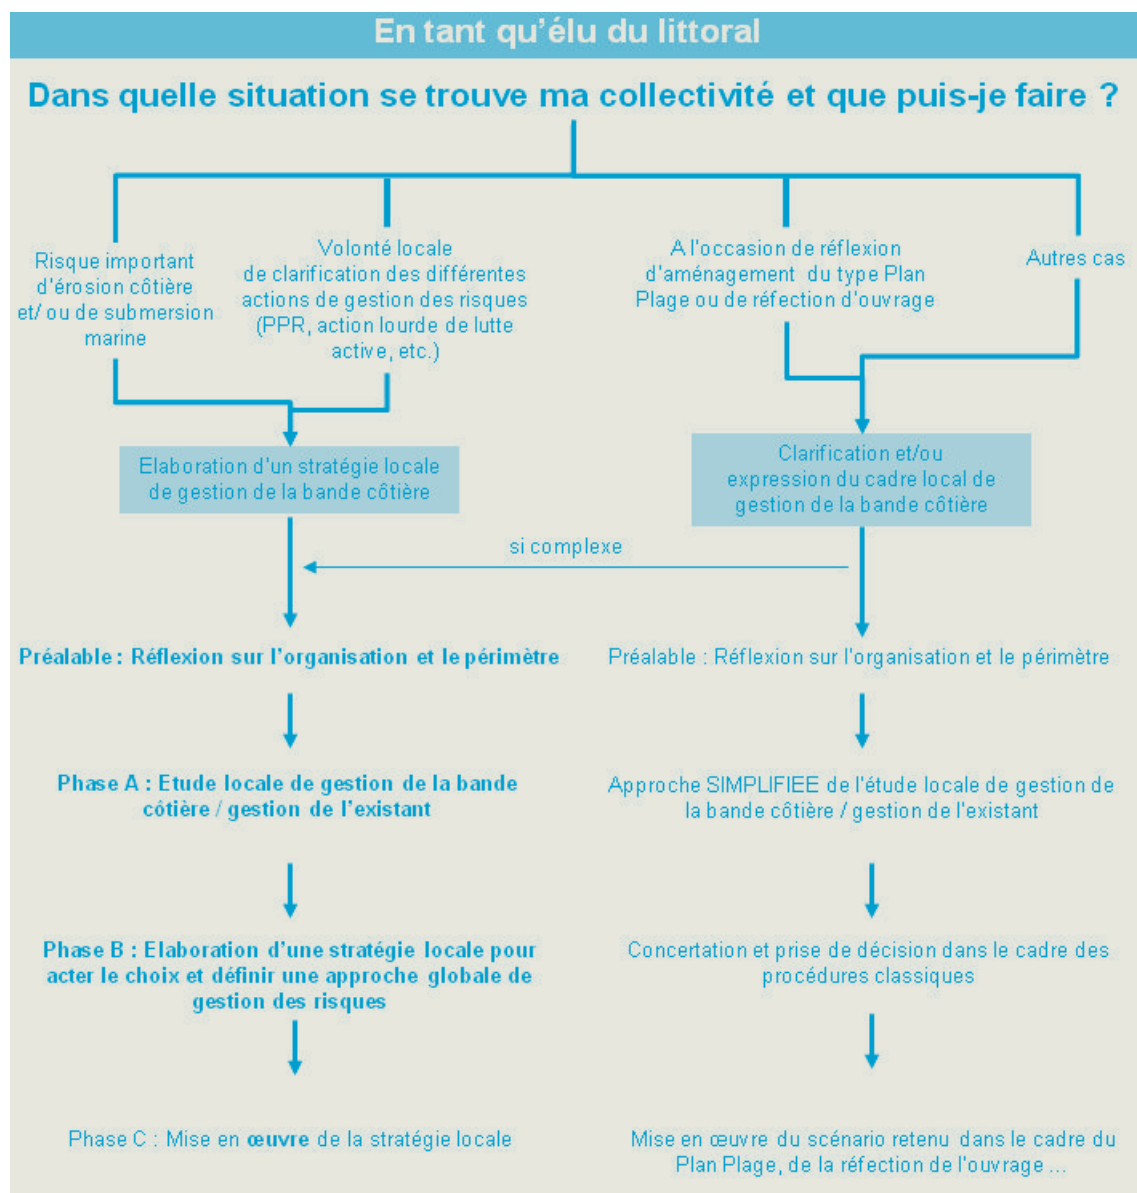 En tant qu'élu du littoral
Dans quelle situation se trouve ma collectivité et que puis-je faire ?
Risque important
d'érosion côtière
et/ ou de submersion
marine
Volonté locale
de clarification des différentes
actions de gestion des risques
(PPR, action lourde de lutte
active, etc.)
A l'occasion de réflexion
d'aménagement du type Plan
Plage ou de réfection d'ouvrage
Autres cas
Elaboration d'un stratégie locale
de gestion de la bande côtière
Clarification et/ou
expression du cadre local de
gestion de la bande côtière
si complexe
Préalable : Réflexion sur l'organisation et le périmètre
Préalable : Réflexion sur l'organisation et le périmètre
Phase A : Etude locale de gestion de la bande
côtière / gestion de l'existant
Approche SIMPLIFIEE de l'étude locale de gestion de
la bande côtière / gestion de l'existant
Phase B : Elaboration d'une stratégie locale pour
acter le choix et définir une approche globale de
gestion des risques
Concertation et prise de décision dans le cadre des
procédures classiques
Phase C : Mise en œuvre de la stratégie locale
Mise en œuvre du scénario retenu dans le cadre du
Plan Plage, de la réfection de l'ouvrage ...